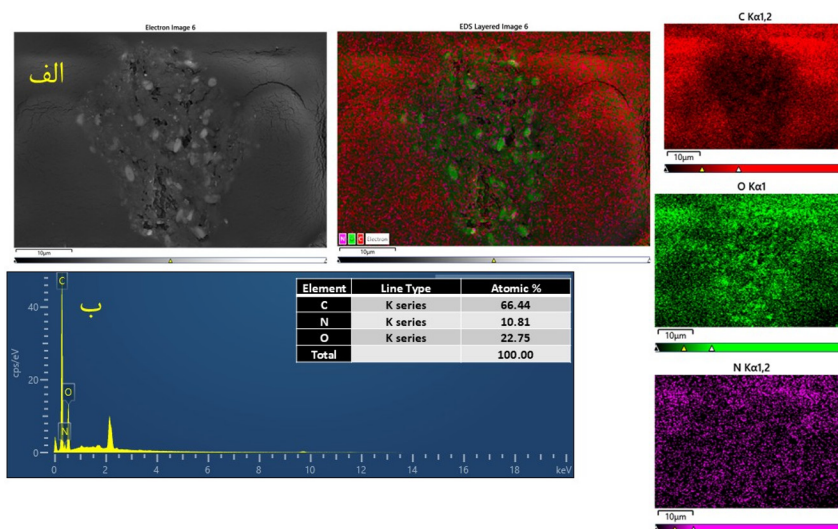 Electron Image 6
الف
10μm
EDS Layered Image 6
Electron
10μm
C Kα1,2
10μm
O Kα1
10μm
N Kα1,2
10μm
ب
cps/eV
40
20
0
C
O
N
0 2 4 6 8 10 12 14 16 18 keV
Element Line Type Atomic %
C K series 66.44
N K series 10.81
O K series 22.75
Total 100.00